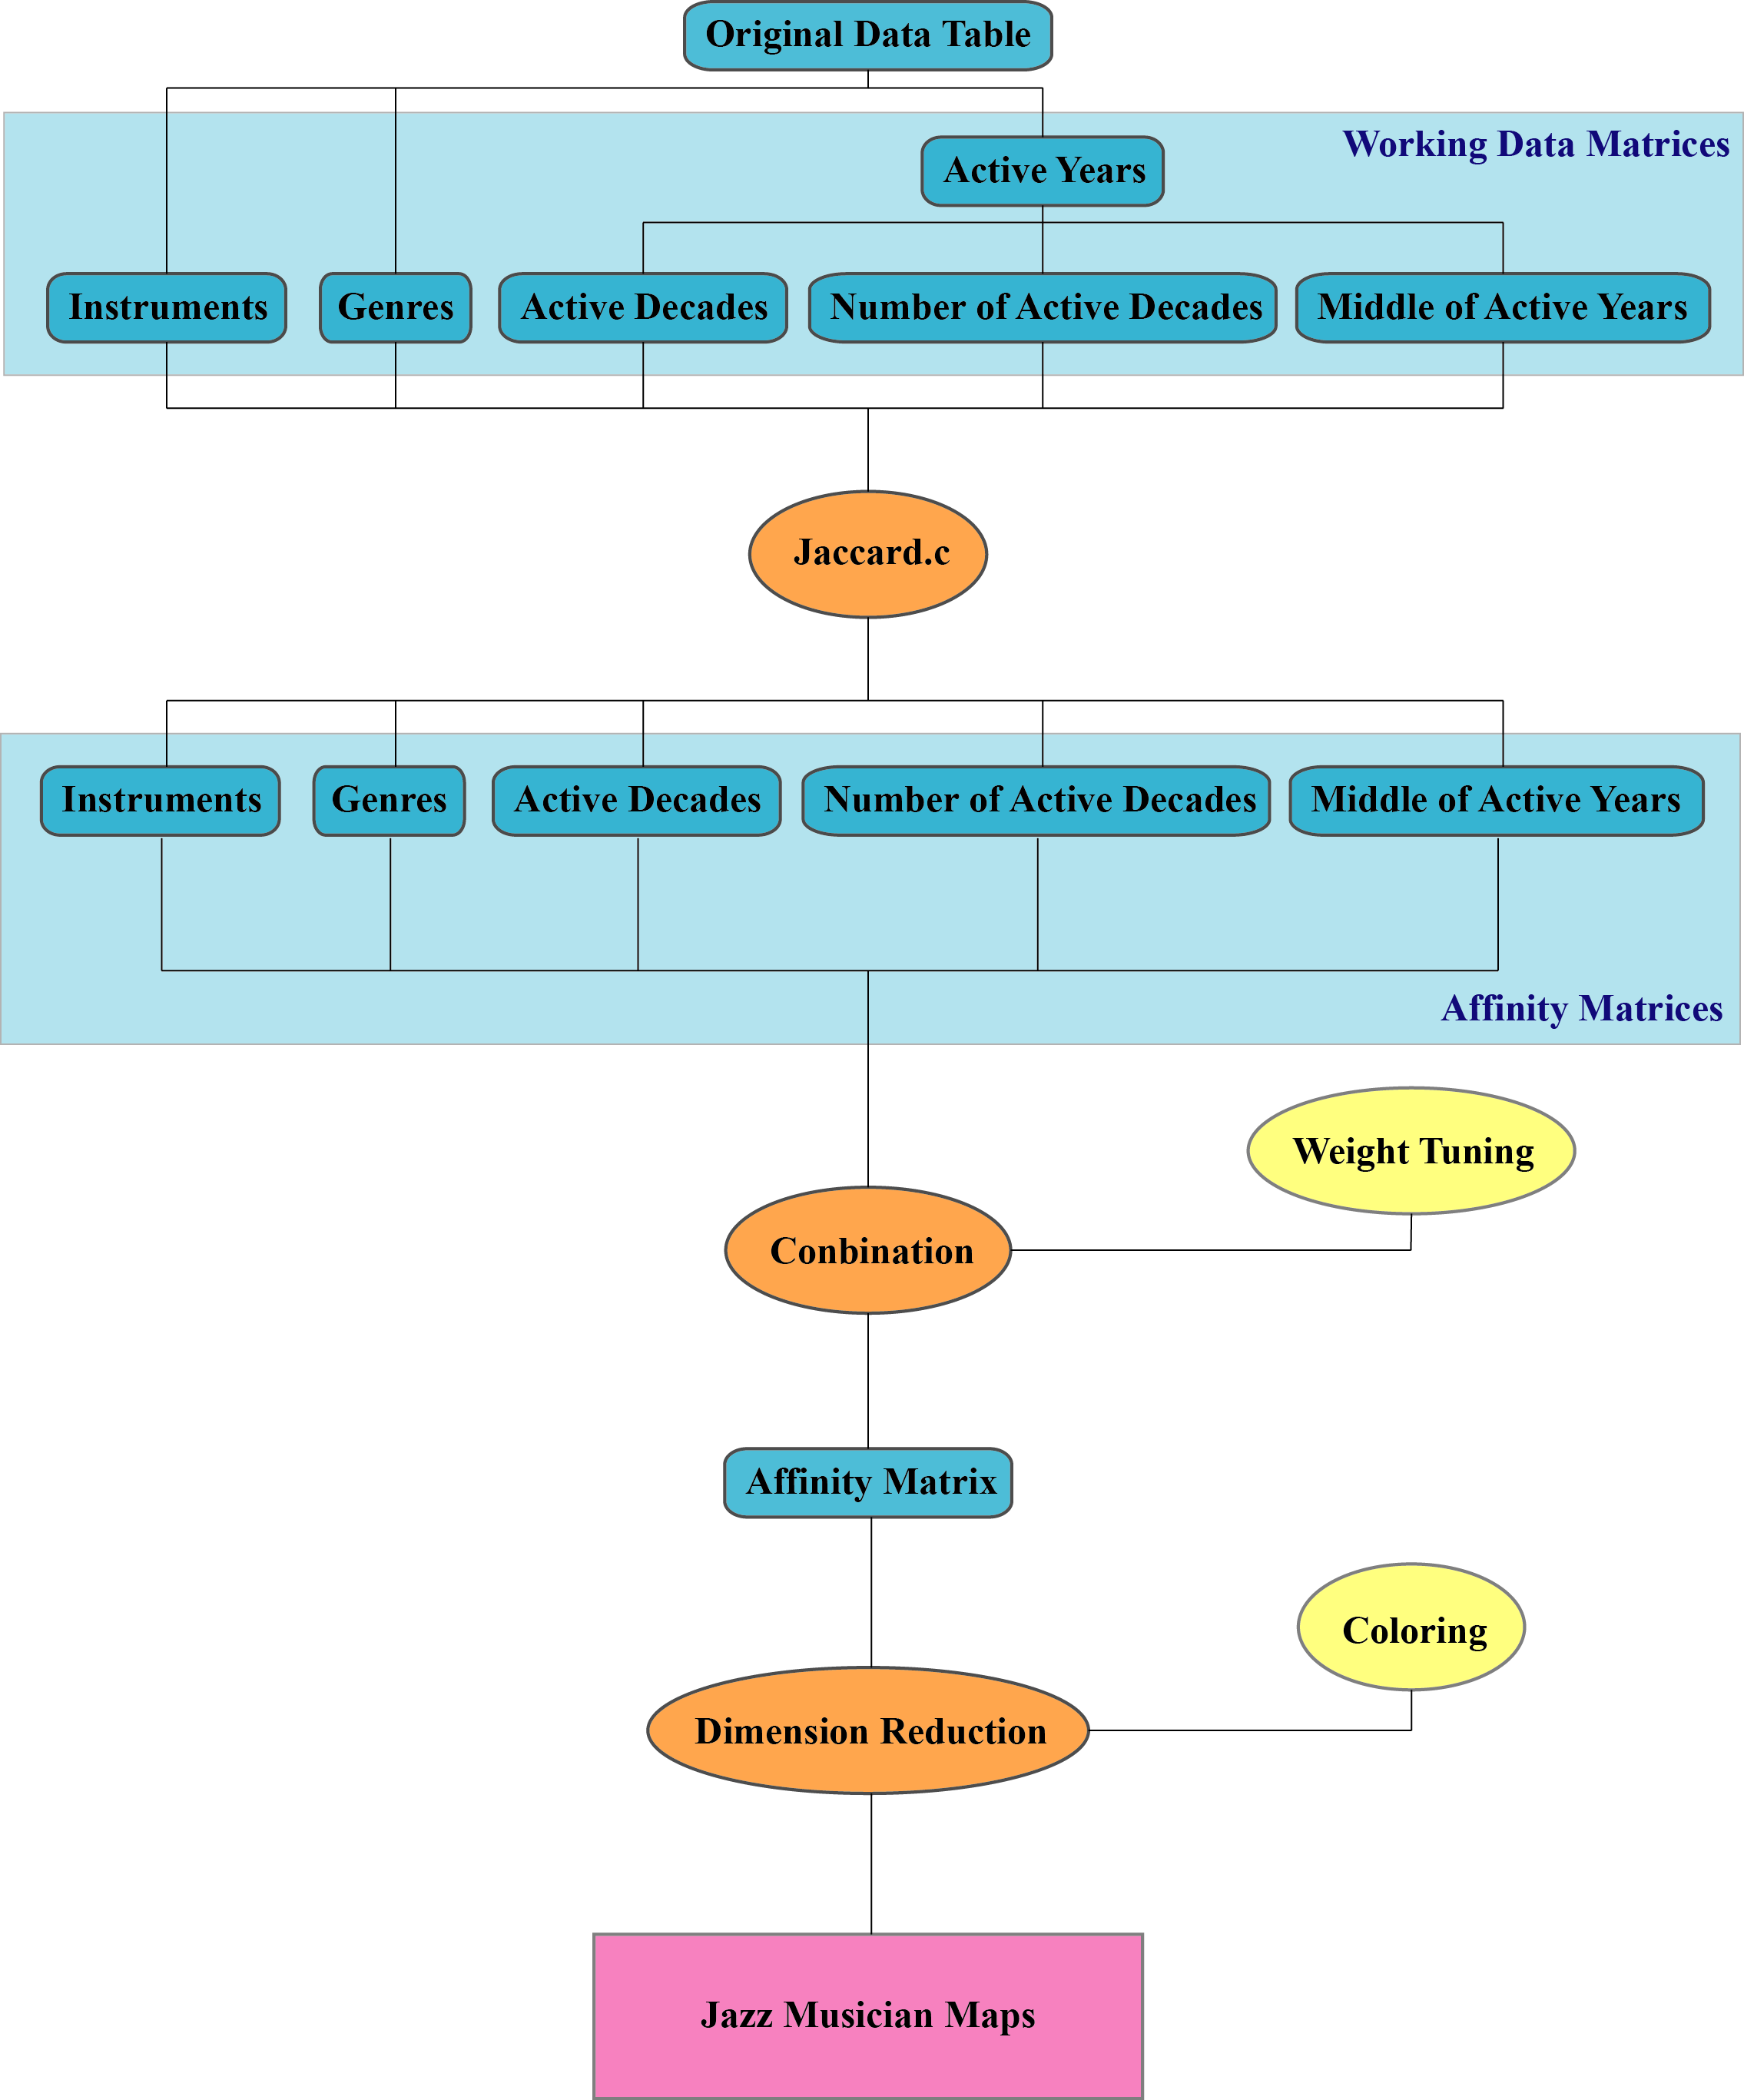 Original Data Table
Working Data Matrices
Active Years
Instruments
Genres
Active Decades
Number of Active Decades
Middle of Active Years
Jaccard.c
Instruments
Genres
Active Decades
Number of Active Decades
Middle of Active Years
Affinity Matrices
Weight Tuning
Conbination
Affinity Matrix
Coloring
Dimension Reduction
Jazz Musician Maps